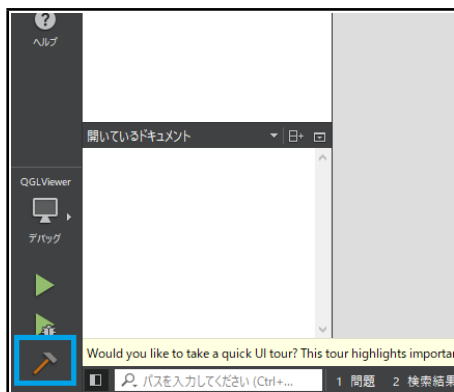 ヘルプ
開いているドキュメント
QGLViewer
デバッグ
Would you like to take a quick UI tour? This tour highlights importa
パスを入力してください (Ctrl+...
1 問題 2 検索結果